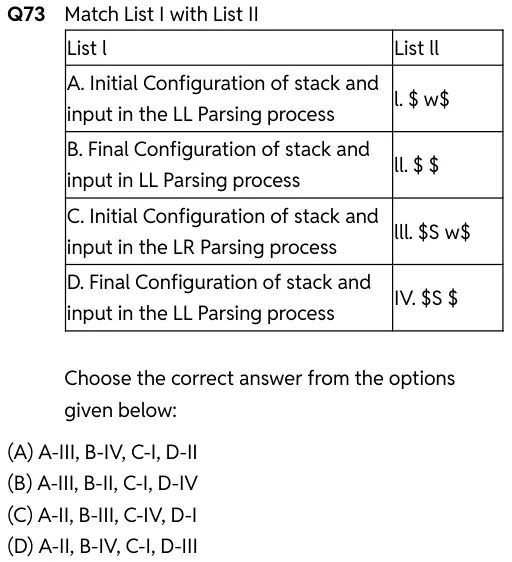 Q73 Match List I with List II
List l List ll
A. Initial Configuration of stack and
input in the LL Parsing process
l. $ w$
B. Final Configuration of stack and
input in LL Parsing process
ll. $ $
C. Initial Configuration of stack and
input in the LR Parsing process
lll. $S w$
D. Final Configuration of stack and
input in the LL Parsing process
IV. $S $
Choose the correct answer from the options
given below:
(A) A-III, B-IV, C-I, D-II
(B) A-III, B-II, C-I, D-IV
(C) A-II, B-III, C-IV, D-I
(D) A-II, B-IV, C-I, D-III